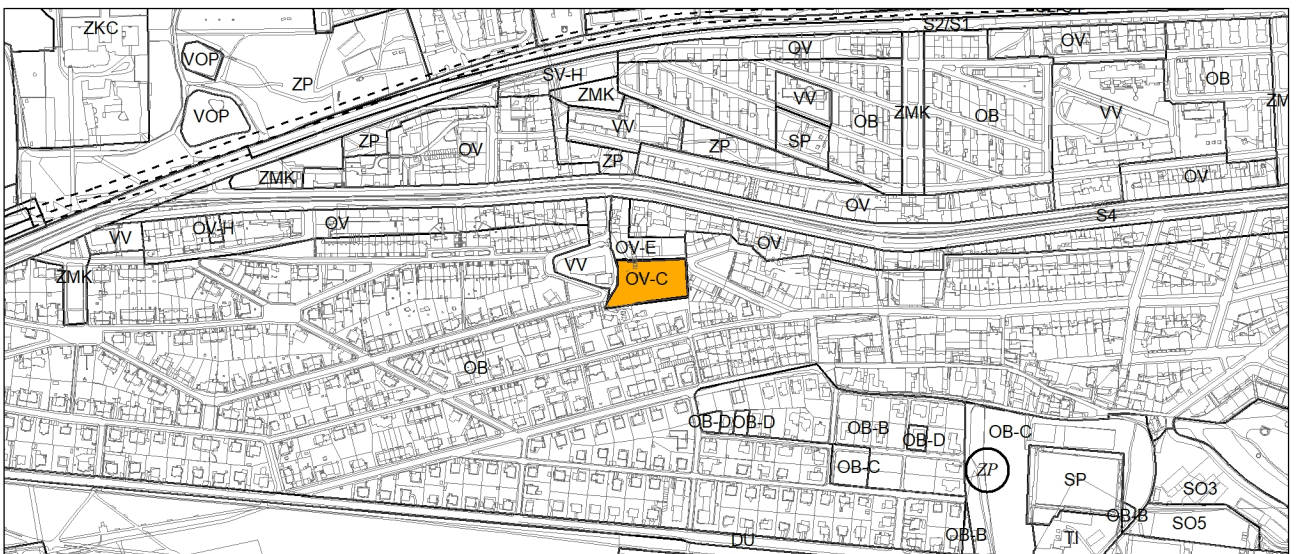 S2/S1
ZKC
OV
OV
VOP
ZP
SV-H
OB
ZMK
VV
VOP
VV
ZMK
OB
OB
VV
ZP
OV
SP
ZP
ZP
ZMK
OV
OV
S4
OV-H
OV
VV
OV-E
OV
VV
OV-C
ZMK
OB
OB-D
OB-D
OB-B
OB-D
OB-C
OB-C
ZP
SP
SO3
OB-B
SO5
OB-B
TI
DU